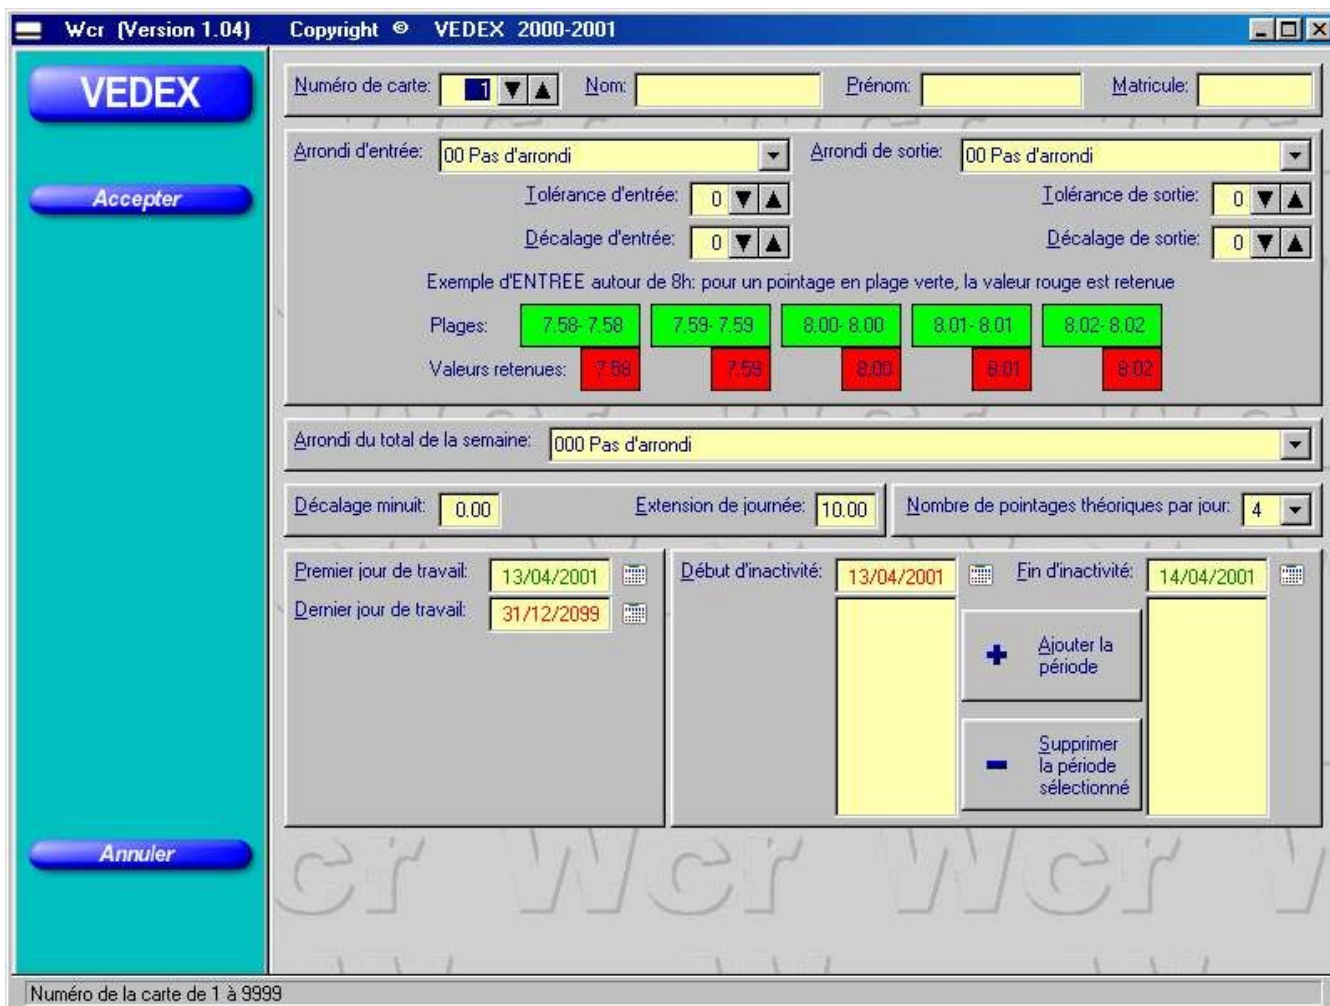 Wcr (Version 1.04) Copyright © VEDEX 2000-2001
VEDEX
Accepter
Annuler
Numéro de carte: 1 Nom: Prénom: Matricule:
Arrondi d'entrée: 00 Pas d'arrondi Arrondi de sortie: 00 Pas d'arrondi
Tolérance d'entrée: 0 Tolérance de sortie: 0
Décalage d'entrée: 0 Décalage de sortie: 0
Exemple d'ENTREE autour de 8h: pour un pointage en plage verte, la valeur rouge est retenue
Plages: 7.58- 7.58 7.59- 7.59 8.00- 8.00 8.01- 8.01 8.02- 8.02
Valeurs retenues: 7.58 7.59 8.00 8.01 8.02
Arrondi du total de la semaine: 000 Pas d'arrondi
Décalage minuit: 0.00 Extension de journée: 10.00 Nombre de pointages théoriques par jour: 4
Premier jour de travail: 13/04/2001 Début d'inactivité: 13/04/2001 Fin d'inactivité: 14/04/2001
Dernier jour de travail: 31/12/2099
+ Ajouter la
période
- Supprimer
la période
sélectionné
cr Wcr Wcr W
Numéro de la carte de 1 à 9999